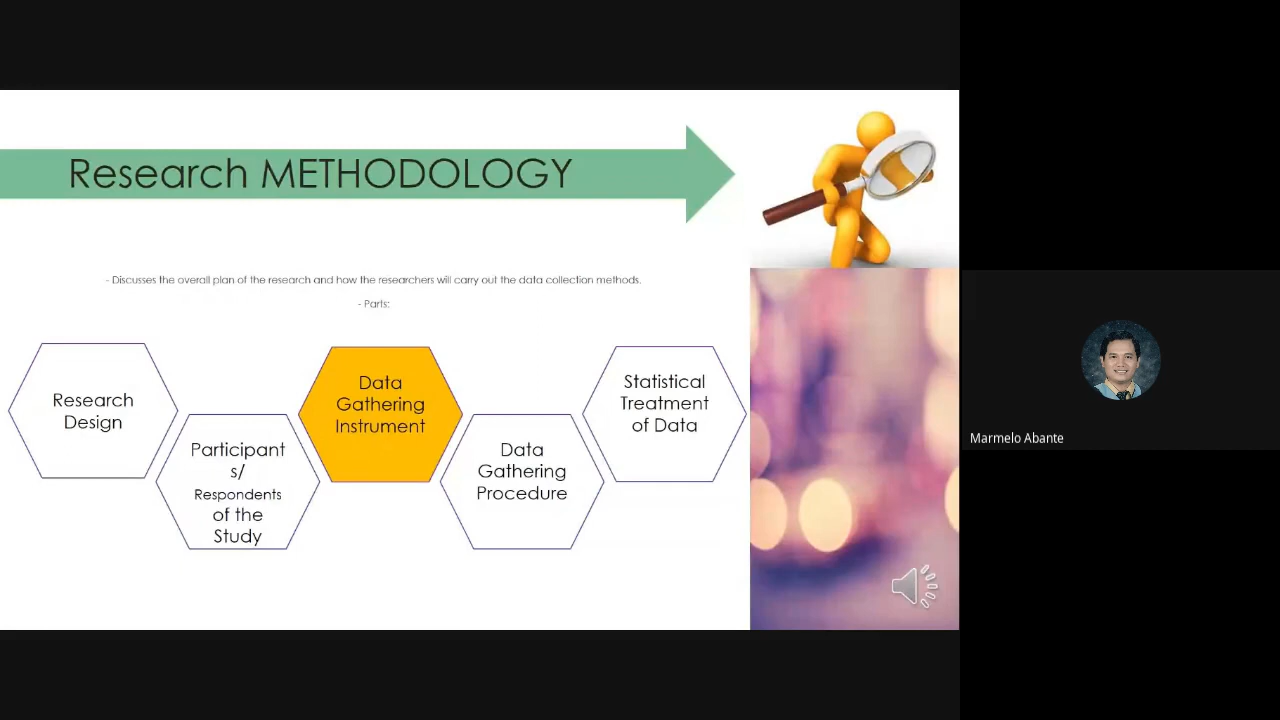 Research METHODOLOGY
- Discusses the overall plan of the research and how the researchers will carry out the data collection methods.
- Parts:
Research
Design
Participant
s/
Respondents
of the
Study
Data
Gathering
Instrument
Data
Gathering
Procedure
Statistical
Treatment
of Data
Marmelo Abante